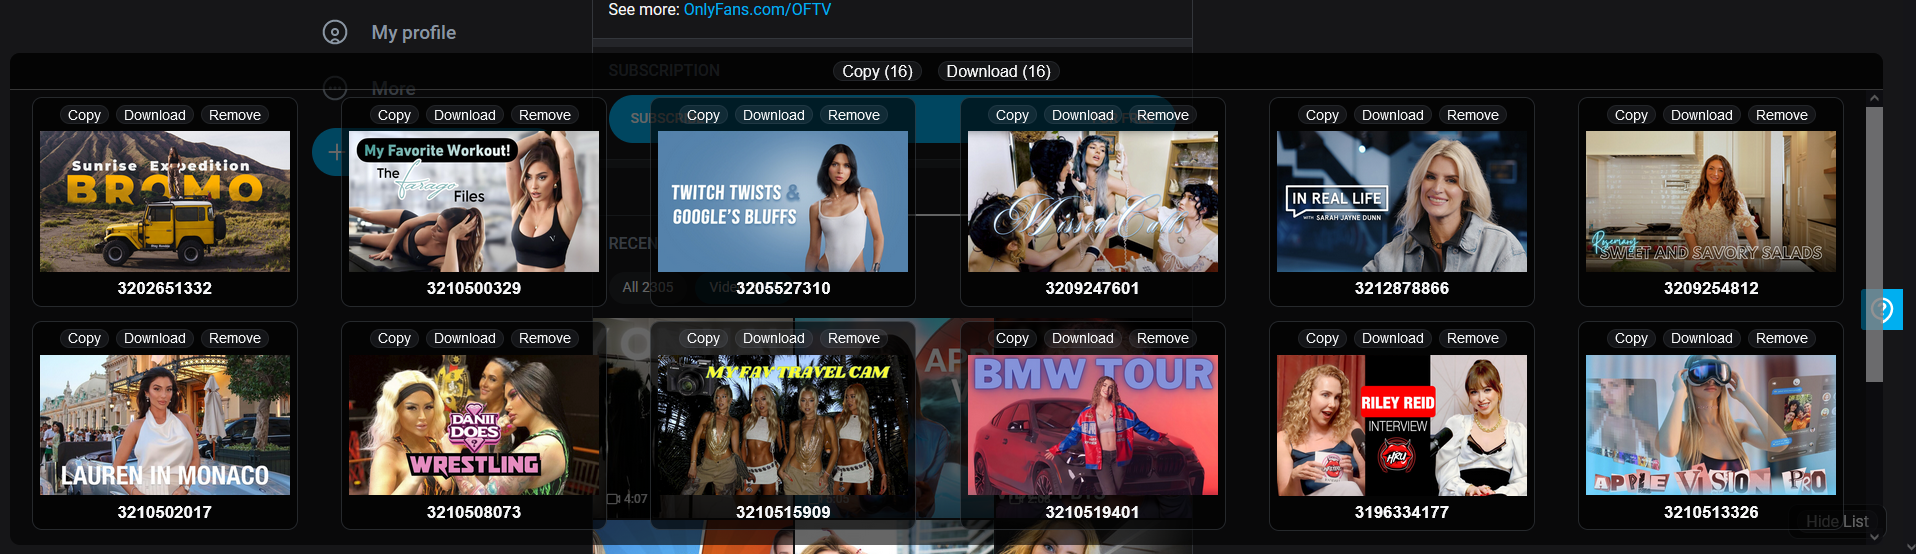 See more: OnlyFans.com/OFTV
My profile
More
SUBSCRIPTION
Copy (16) Download (16)
Copy Download Remove
Sunrise Expedition
BROMO
3202651332
Copy Download Remove
My Favorite Workout!
The
farago
Files
3210500329
Copy Download Remove
TWITCH TWISTS &
GOOGLE'S BLUFFS
3205527310
Copy Download Remove
3209247601
Copy Download Remove
IN REAL LIFE
WITH SARAH JAYNE DUNN
3212878866
Copy Download Remove
Rosemary
SWEET AND SAVORY SALADS
3209254812
RECEN
All 2305
Copy Download Remove
LAUREN IN MONACO
3210502017
Copy Download Remove
DANII
DOES
?
WRESTLING
3210508073
Copy Download Remove
MY FAV TRAVEL CAM
3210515909
Copy Download Remove
BMW TOUR
3210519401
Copy Download Remove
RILEY REID
INTERVIEW
HRU
3196334177
Copy Download Remove
APPLE VISION PRO
3210513326
4:07
Hide List